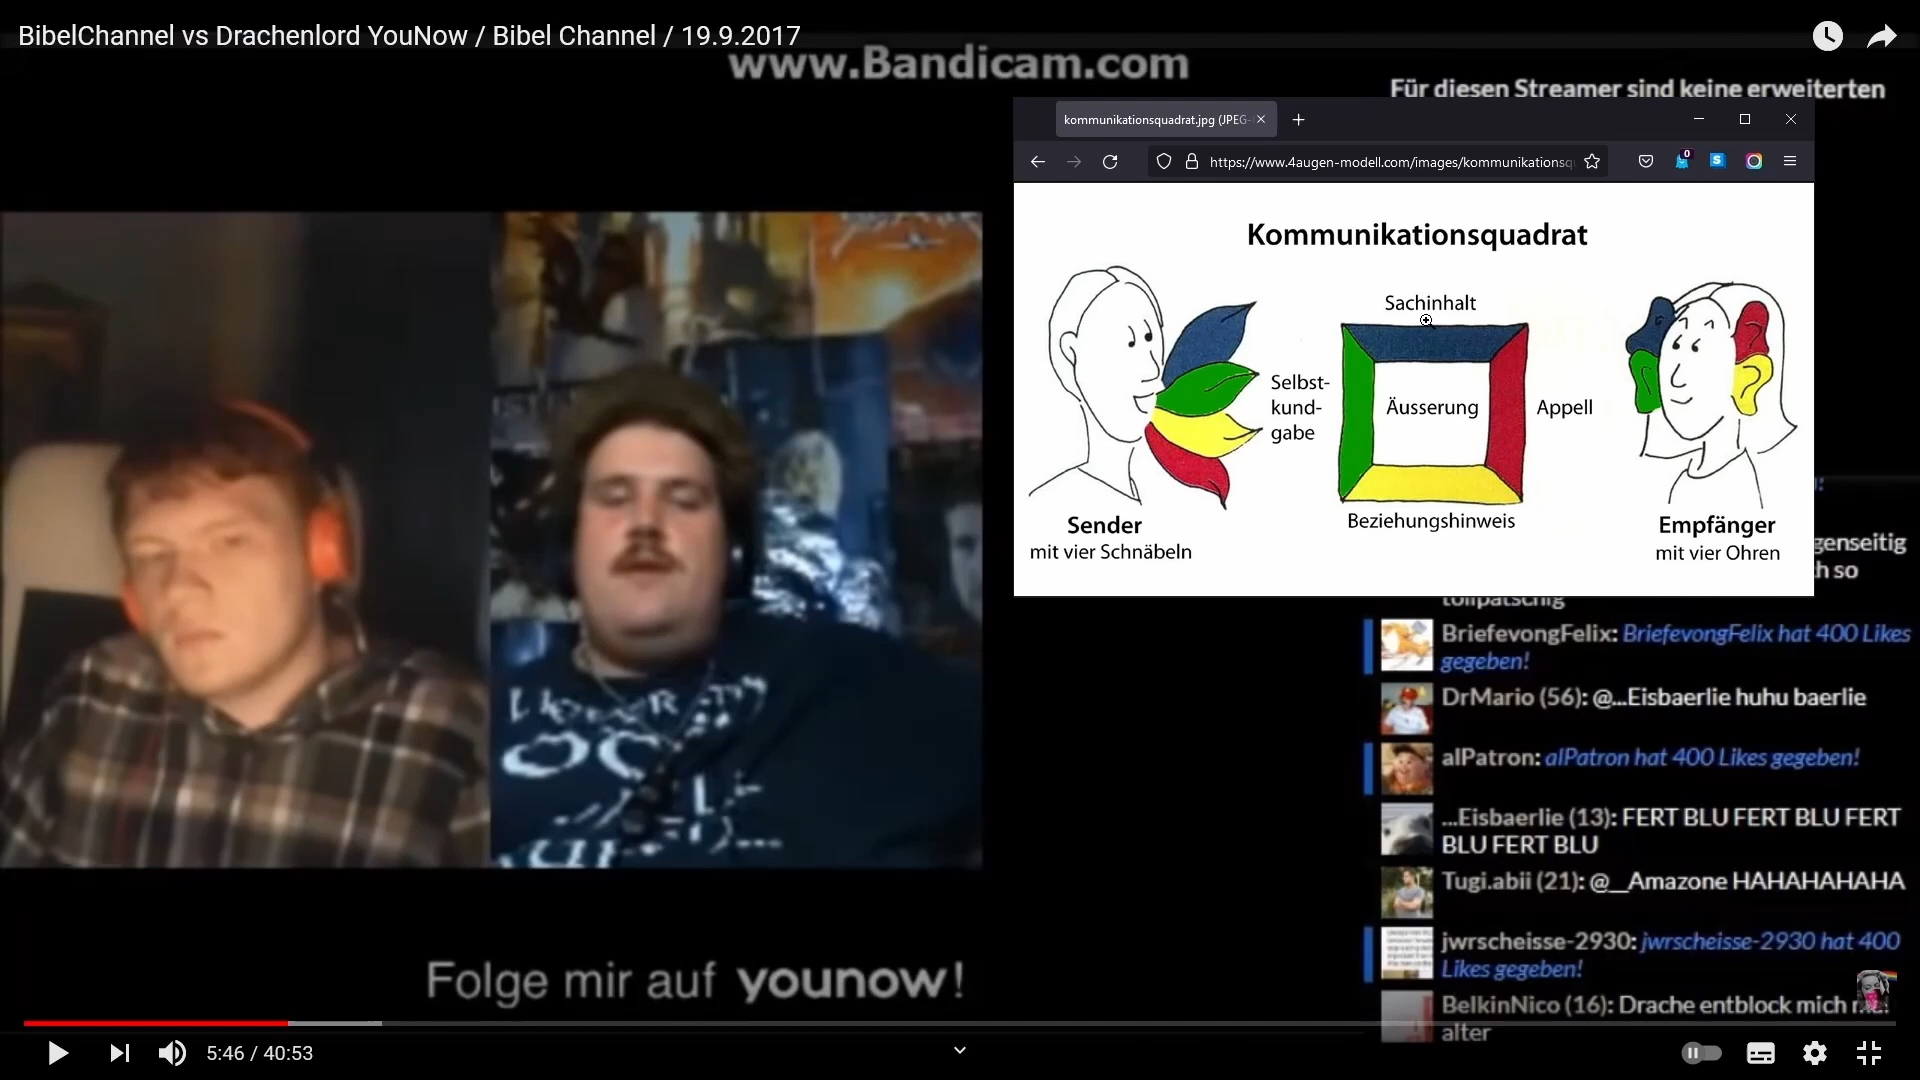 BibelChannel vs Drachenlord YouNow / Bibel Channel / 19.9.2017
www.Bandicam.com
Für diesen Streamer sind keine erweiterten
kommunikationsquadrat.jpg (JPEG-
https://www.4augen-modell.com/images/kommunikationsq
0
S
Kommunikationsquadrat
Sachinhalt
Selbst-
kund-
gabe
Äusserung
Appell
Beziehungshinweis
Sender
mit vier Schnäbeln
Empfänger
mit vier Ohren
genseitig
h so
tollpatschig
BriefevongFelix: BriefevongFelix hat 400 Likes
gegeben!
DrMario (56): @...Eisbaerlie huhu baerlie
alPatron: alPatron hat 400 Likes gegeben!
...Eisbaerlie (13): FERT BLU FERT BLU FERT
BLU FERT BLU
Tugi.abii (21): @__Amazone HAHAHAHAHA
jwrscheisse-2930: jwrscheisse-2930 hat 400
Likes gegeben!
BelkinNico (16): Drache entblock mich
alter
Folge mir auf younow!
5:46 / 40:53